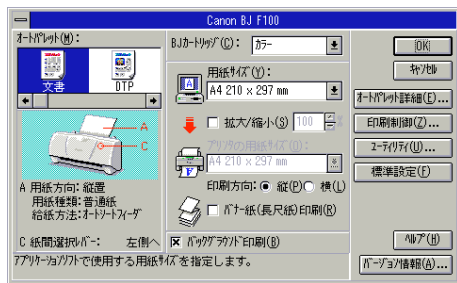 Canon BJ F100
ｵｰﾄﾊﾟﾚｯﾄ(M):
文書
DTP
A
C
A 用紙方向: 縦置
用紙種類: 普通紙
給紙方法: ｵｰﾄｼｰﾄﾌｨｰﾀﾞ
C 紙間選択ﾚﾊﾞｰ: 左側へ
BJｶｰﾄﾘｯｼﾞ(C): ｶﾗｰ
用紙ｻｲｽﾞ(Y):
A4 210 x 297 mm
拡大/縮小(S) 100 %
ﾌﾟﾘﾝﾀの用紙ｻｲｽﾞ(D):
A4 210 x 297 mm
印刷方向: 縦(P) 横(L)
ﾊﾞﾅｰ紙(長尺紙)印刷(R)
ﾊﾞｯｸｸﾞﾗｳﾝﾄﾞ印刷(B)
OK
ｷｬﾝｾﾙ
ｵｰﾄﾊﾟﾚｯﾄ詳細(E)...
印刷制御(Z)...
ﾕｰﾃｨﾘﾃｨ(U)...
標準設定(F)
ﾍﾙﾌﾟ(H)
ﾊﾞｰｼﾞｮﾝ情報(A)...
ｱﾌﾟﾘｹｰｼｮﾝｿﾌﾄで使用する用紙ｻｲｽﾞを指定します。